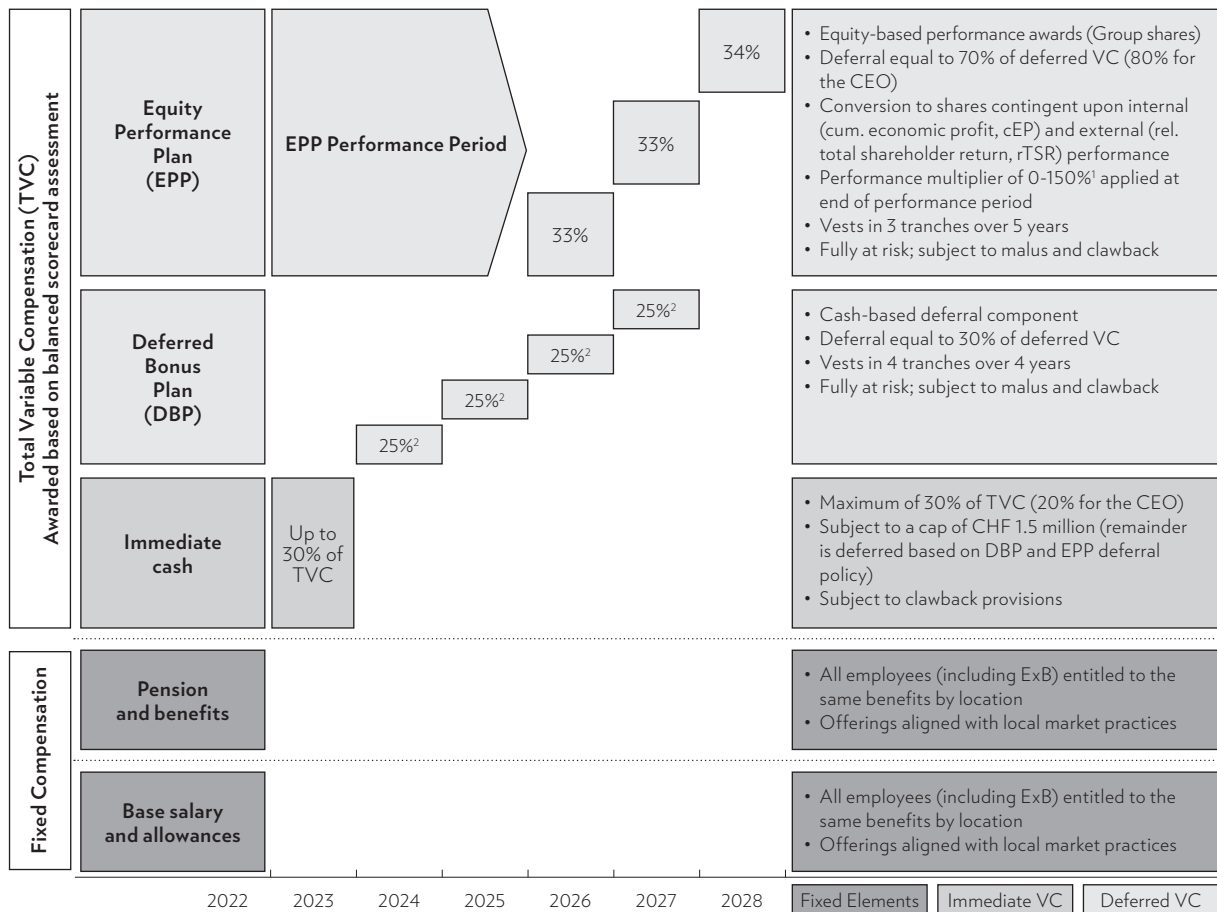 Total Variable Compensation (TVC)
Awarded based on balanced scorecard assessment
Equity
Performance
Plan
(EPP)
EPP Performance Period
33%
33%
34%
• Equity-based performance awards (Group shares)
• Deferral equal to 70% of deferred VC (80% for
the CEO)
• Conversion to shares contingent upon internal
(cum. economic profit, cEP) and external (rel.
total shareholder return, rTSR) performance
• Performance multiplier of 0-150%¹ applied at
end of performance period
• Vests in 3 tranches over 5 years
• Fully at risk; subject to malus and clawback
Deferred
Bonus
Plan
(DBP)
25%²
25%²
25%²
25%²
• Cash-based deferral component
• Deferral equal to 30% of deferred VC
• Vests in 4 tranches over 4 years
• Fully at risk; subject to malus and clawback
Immediate
cash
Up to
30% of
TVC
• Maximum of 30% of TVC (20% for the CEO)
• Subject to a cap of CHF 1.5 million (remainder
is deferred based on DBP and EPP deferral
policy)
• Subject to clawback provisions
Fixed Compensation
Pension
and benefits
• All employees (including ExB) entitled to the
same benefits by location
• Offerings aligned with local market practices
Base salary
and allowances
• All employees (including ExB) entitled to the
same benefits by location
• Offerings aligned with local market practices
2022 2023 2024 2025 2026 2027 2028
Fixed Elements Immediate VC Deferred VC